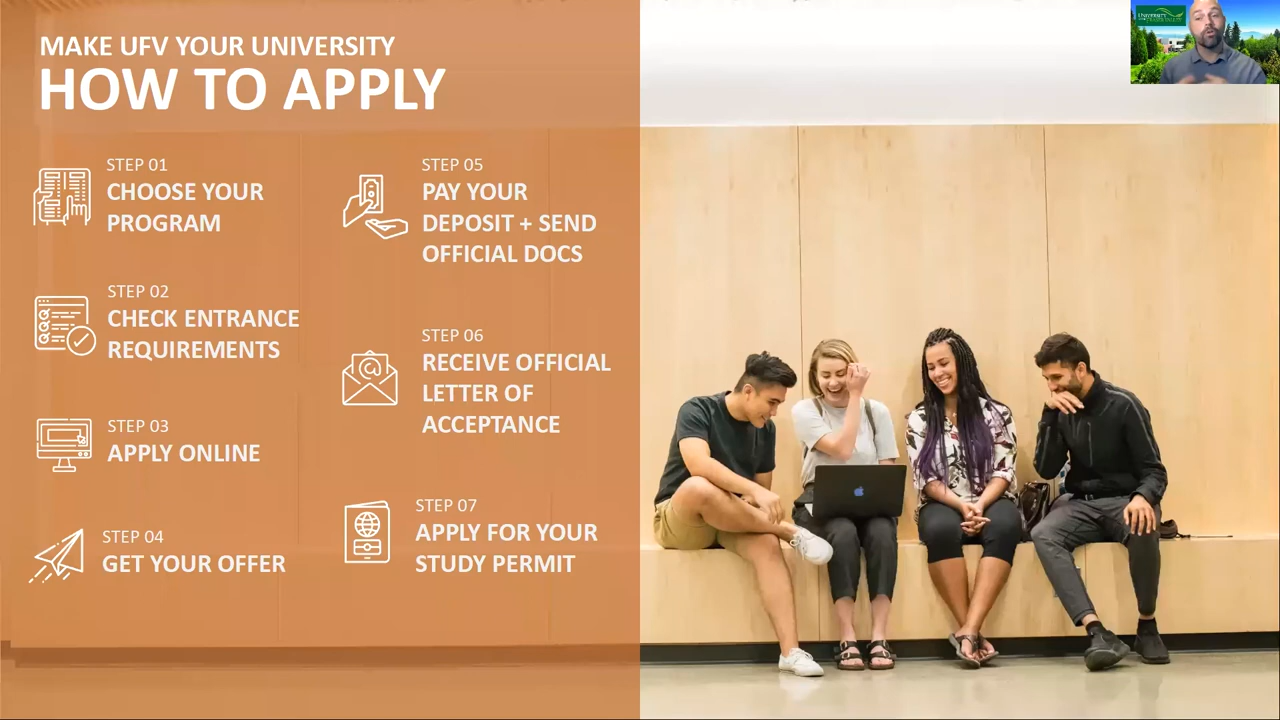 MAKE UFV YOUR UNIVERSITY
HOW TO APPLY
STEP 01
CHOOSE YOUR
PROGRAM
STEP 02
CHECK ENTRANCE
REQUIREMENTS
STEP 03
APPLY ONLINE
STEP 04
GET YOUR OFFER
STEP 05
PAY YOUR
DEPOSIT + SEND
OFFICIAL DOCS
STEP 06
RECEIVE OFFICIAL
LETTER OF
ACCEPTANCE
STEP 07
APPLY FOR YOUR
STUDY PERMIT